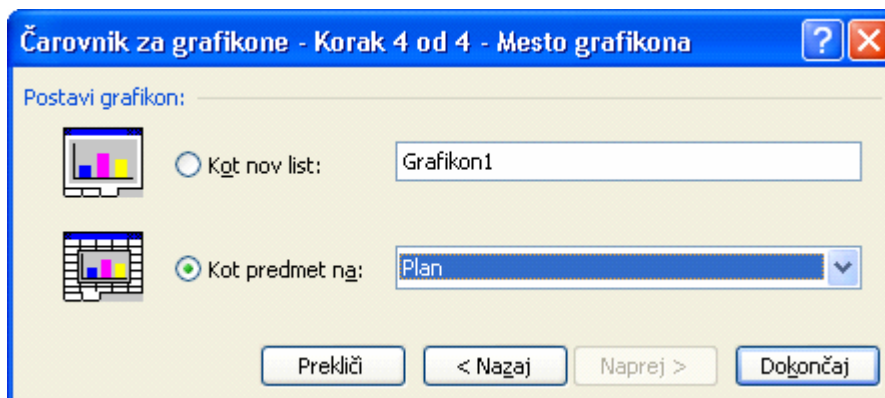 Čarovnik za grafikone - Korak 4 od 4 - Mesto grafikona
Postavi grafikon:
Kot nov list: Grafikon1
Kot predmet na: Plan
Prekliči < Nazaj Naprej > Dokončaj